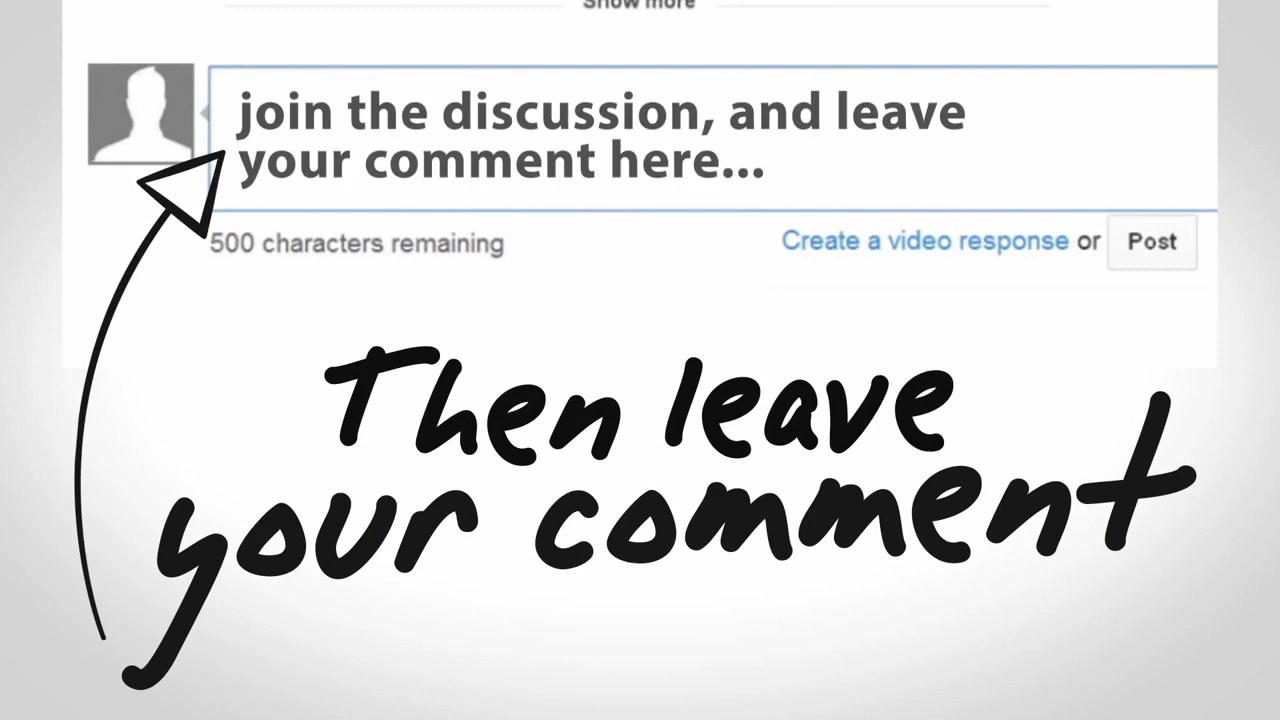 Show more
join the discussion, and leave
your comment here...
500 characters remaining
Create a video response or Post
Then leave
your comment